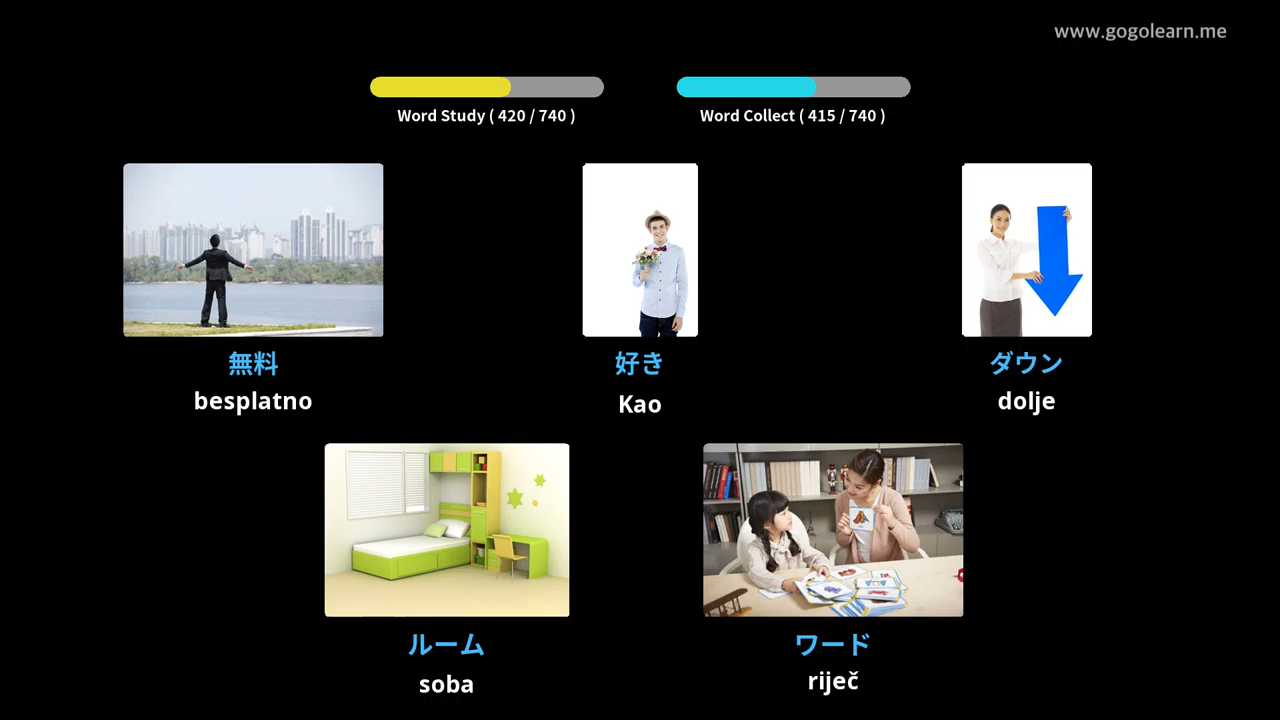 www.gogolearn.me
Word Study ( 420 / 740 )
Word Collect ( 415 / 740 )
無料
besplatno
好き
Kao
ダウン
dolje
ルーム
soba
ワード
riječ